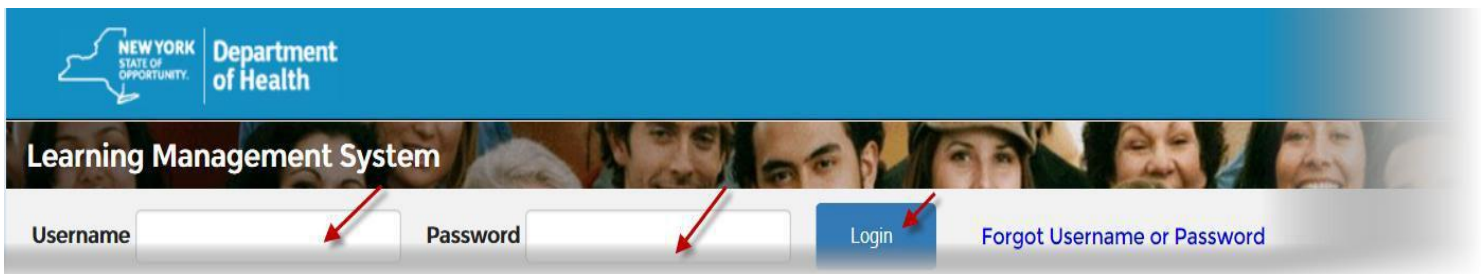 NEW YORK
STATE OF
OPPORTUNITY.
Department
of Health
Learning Management System
Username Password Login Forgot Username or Password